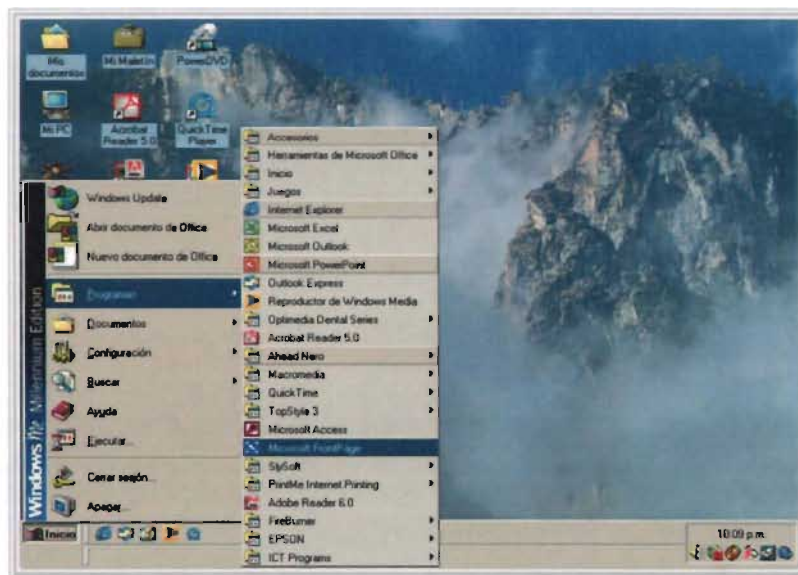 Mis
documentos
Mi Maletín
PowerDVD
Mi PC
Acrobat
Reader 5.0
QuickTime
Player
Windows Update
Abrir documento de Office
Nuevo documento de Office
Programas
Documentos
Configuración
Buscar
Ayuda
Ejecutar...
Cerrar sesión...
Apagar...
Windows Me Millennium Edition
Accesorios
Herramientas de Microsoft Office
Inicio
Juegos
Internet Explorer
Microsoft Excel
Microsoft Outlook
Microsoft PowerPoint
Outlook Express
Reproductor de Windows Media
Optimedia Dental Series
Acrobat Reader 5.0
Ahead Nero
Macromedia
QuickTime
TopStyle 3
Microsoft Access
Microsoft FrontPage
SlySoft
PrintMe Internet Printing
Adobe Reader 6.0
FireBurner
EPSON
ICT Programs
Inicio
10:09 p.m.